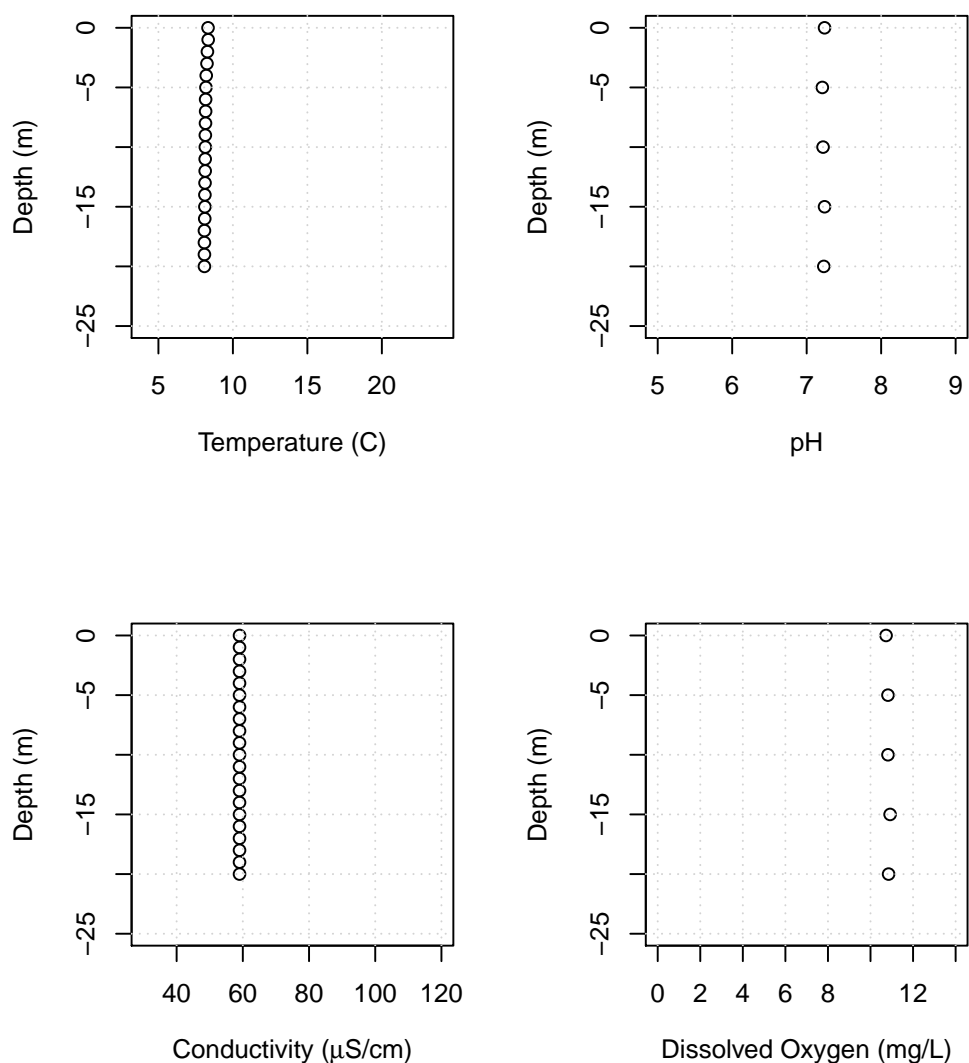 0
−5
−15
−25
Depth (m)
5 10 15 20
Temperature (C)
0
−5
−15
−25
Depth (m)
5 6 7 8 9
pH
0
−5
−15
−25
Depth (m)
40 60 80 100 120
Conductivity (μS/cm)
0
−5
−15
−25
Depth (m)
0 2 4 6 8 12
Dissolved Oxygen (mg/L)